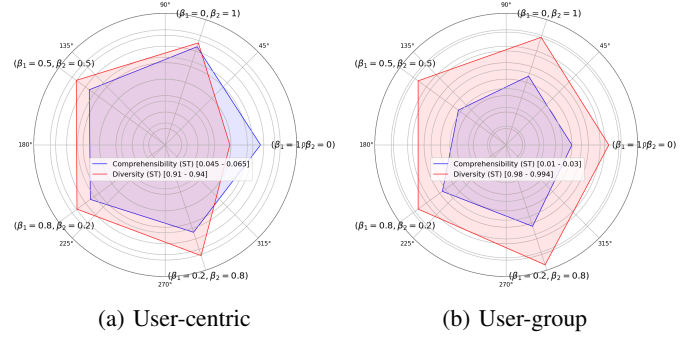 90°
(β₁ = 0, β₂ = 1)
135°
45°
(β₁ = 0.5, β₂ = 0.5)
180°
(β₁ = 1, β₂ = 0)
Comprehensibility (ST) [0.045 - 0.065]
Diversity (ST) [0.91 - 0.94]
(β₁ = 0.8, β₂ = 0.2)
225°
315°
(β₁ = 0.2, β₂ = 0.8)
270°
(a) User-centric
90°
(β₁ = 0, β₂ = 1)
135°
45°
(β₁ = 0.5, β₂ = 0.5)
180°
(β₁ = 1, β₂ = 0)
Comprehensibility (ST) [0.01 - 0.03]
Diversity (ST) [0.98 - 0.994]
(β₁ = 0.8, β₂ = 0.2)
225°
315°
(β₁ = 0.2, β₂ = 0.8)
270°
(b) User-group